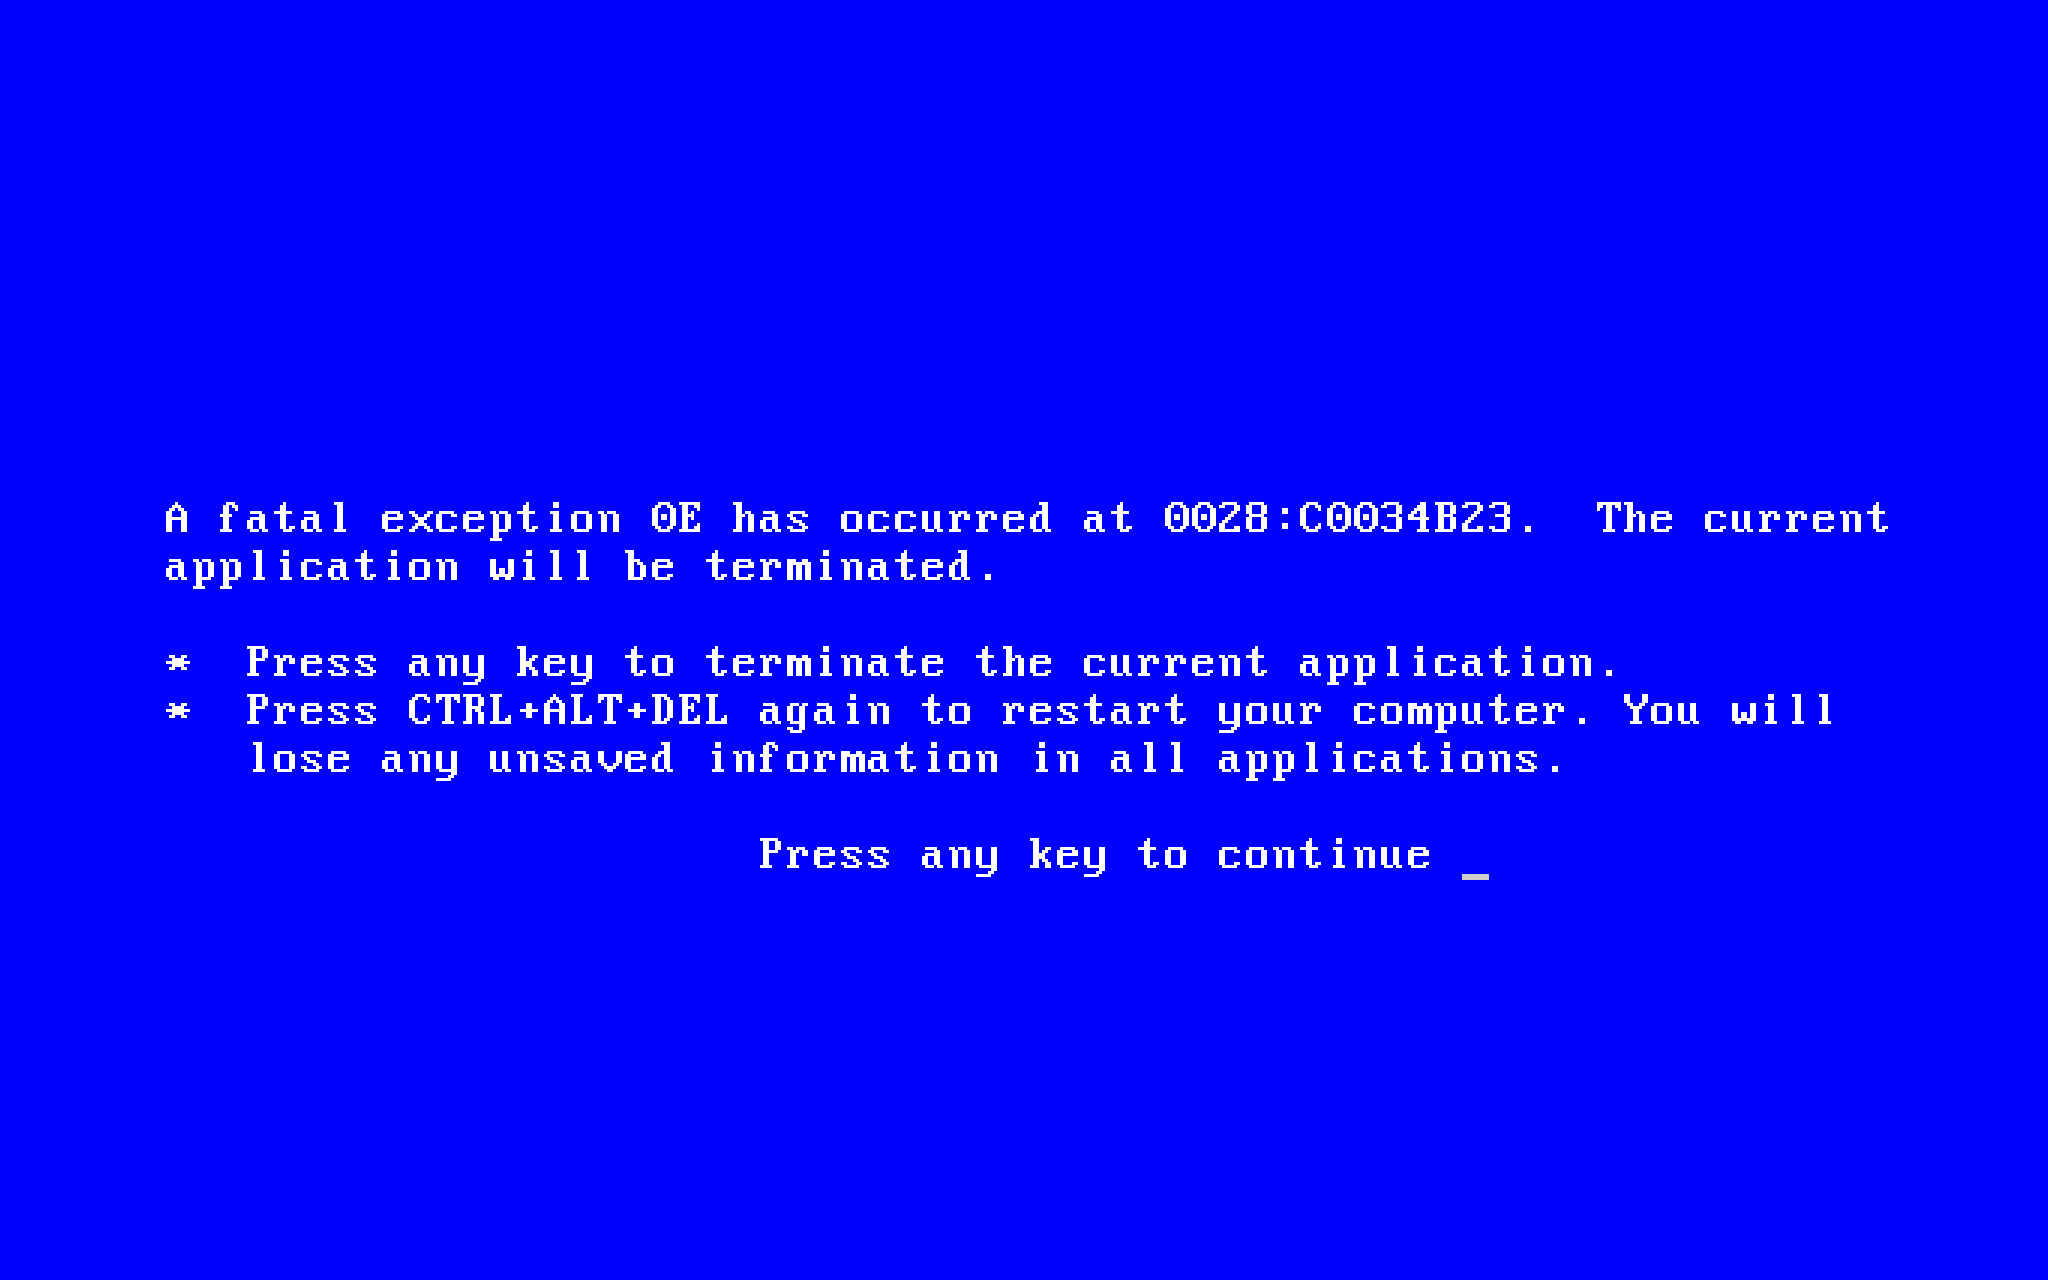 A fatal exception 0E has occurred at 0028:C0034B23.  The current
application will be terminated.
*  Press any key to terminate the current application.
*  Press CTRL+ALT+DEL again to restart your computer. You will
   lose any unsaved information in all applications.
Press any key to continue _